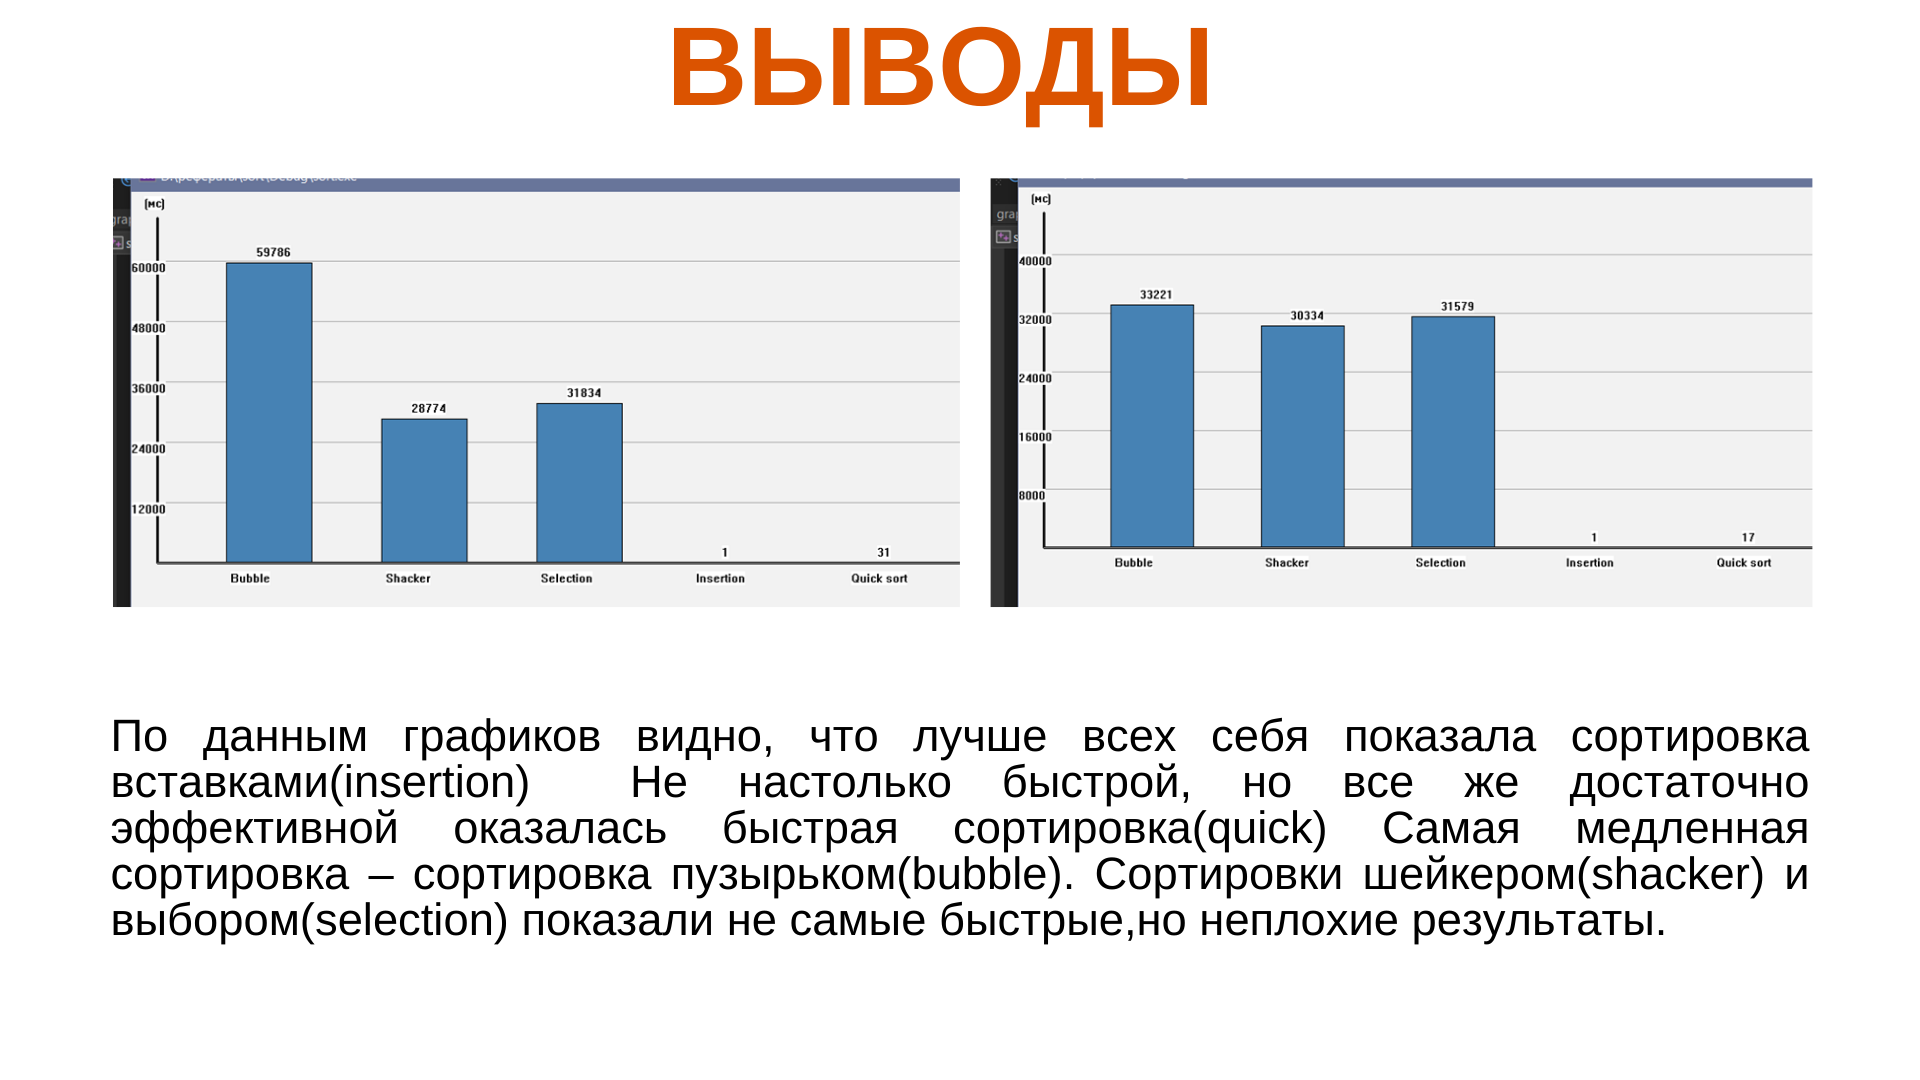 ВЫВОДЫ
(мс)
59786
60000
48000
36000
31834
28774
24000
12000
1
31
Bubble
Shacker
Selection
Insertion
Quick sort
(мс)
40000
33221
32000
31579
30334
24000
16000
8000
1
17
Bubble
Shacker
Selection
Insertion
Quick sort
По данным графиков видно, что лучше всех себя показала сортировка
вставками(insertion) Не настолько быстрой, но все же достаточно
эффективной оказалась быстрая сортировка(quick) Самая медленная
сортировка – сортировка пузырьком(bubble). Сортировки шейкером(shacker) и
выбором(selection) показали не самые быстрые,но неплохие результаты.